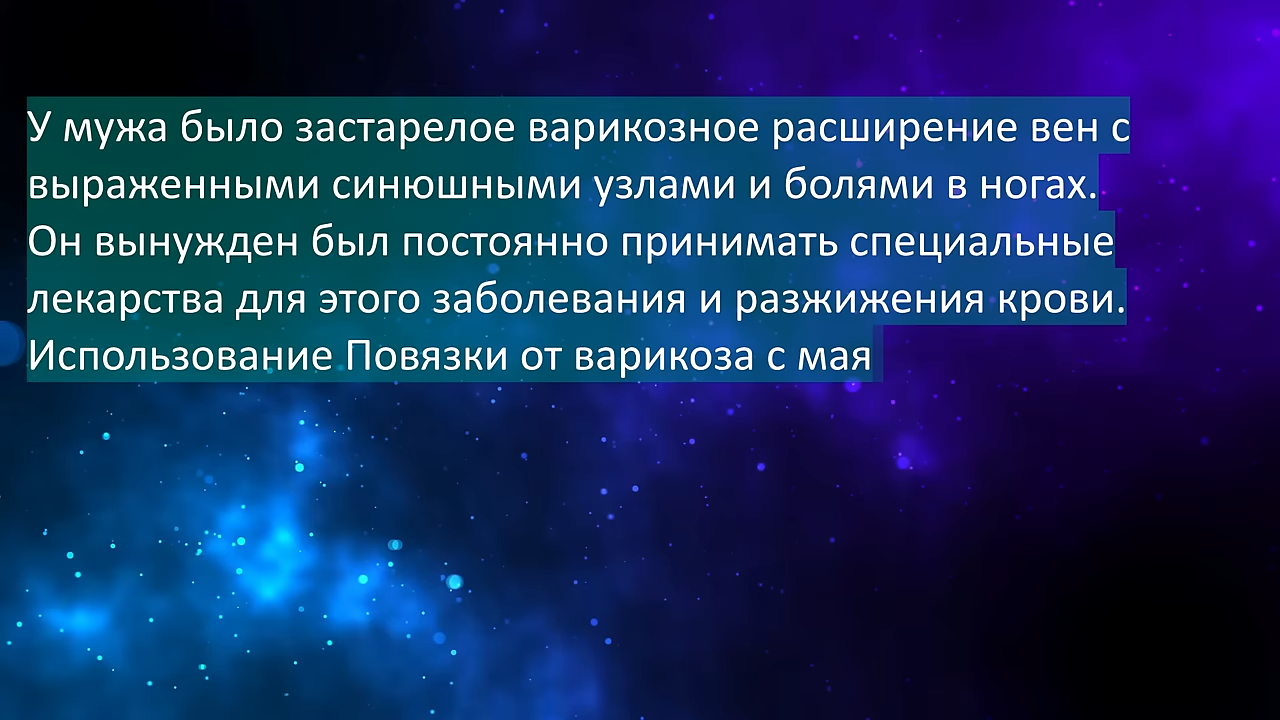 У мужа было застарелое варикозное расширение вен с
выраженными синюшными узлами и болями в ногах.
Он вынужден был постоянно принимать специальные
лекарства для этого заболевания и разжижения крови.
Использование Повязки от варикоза с мая